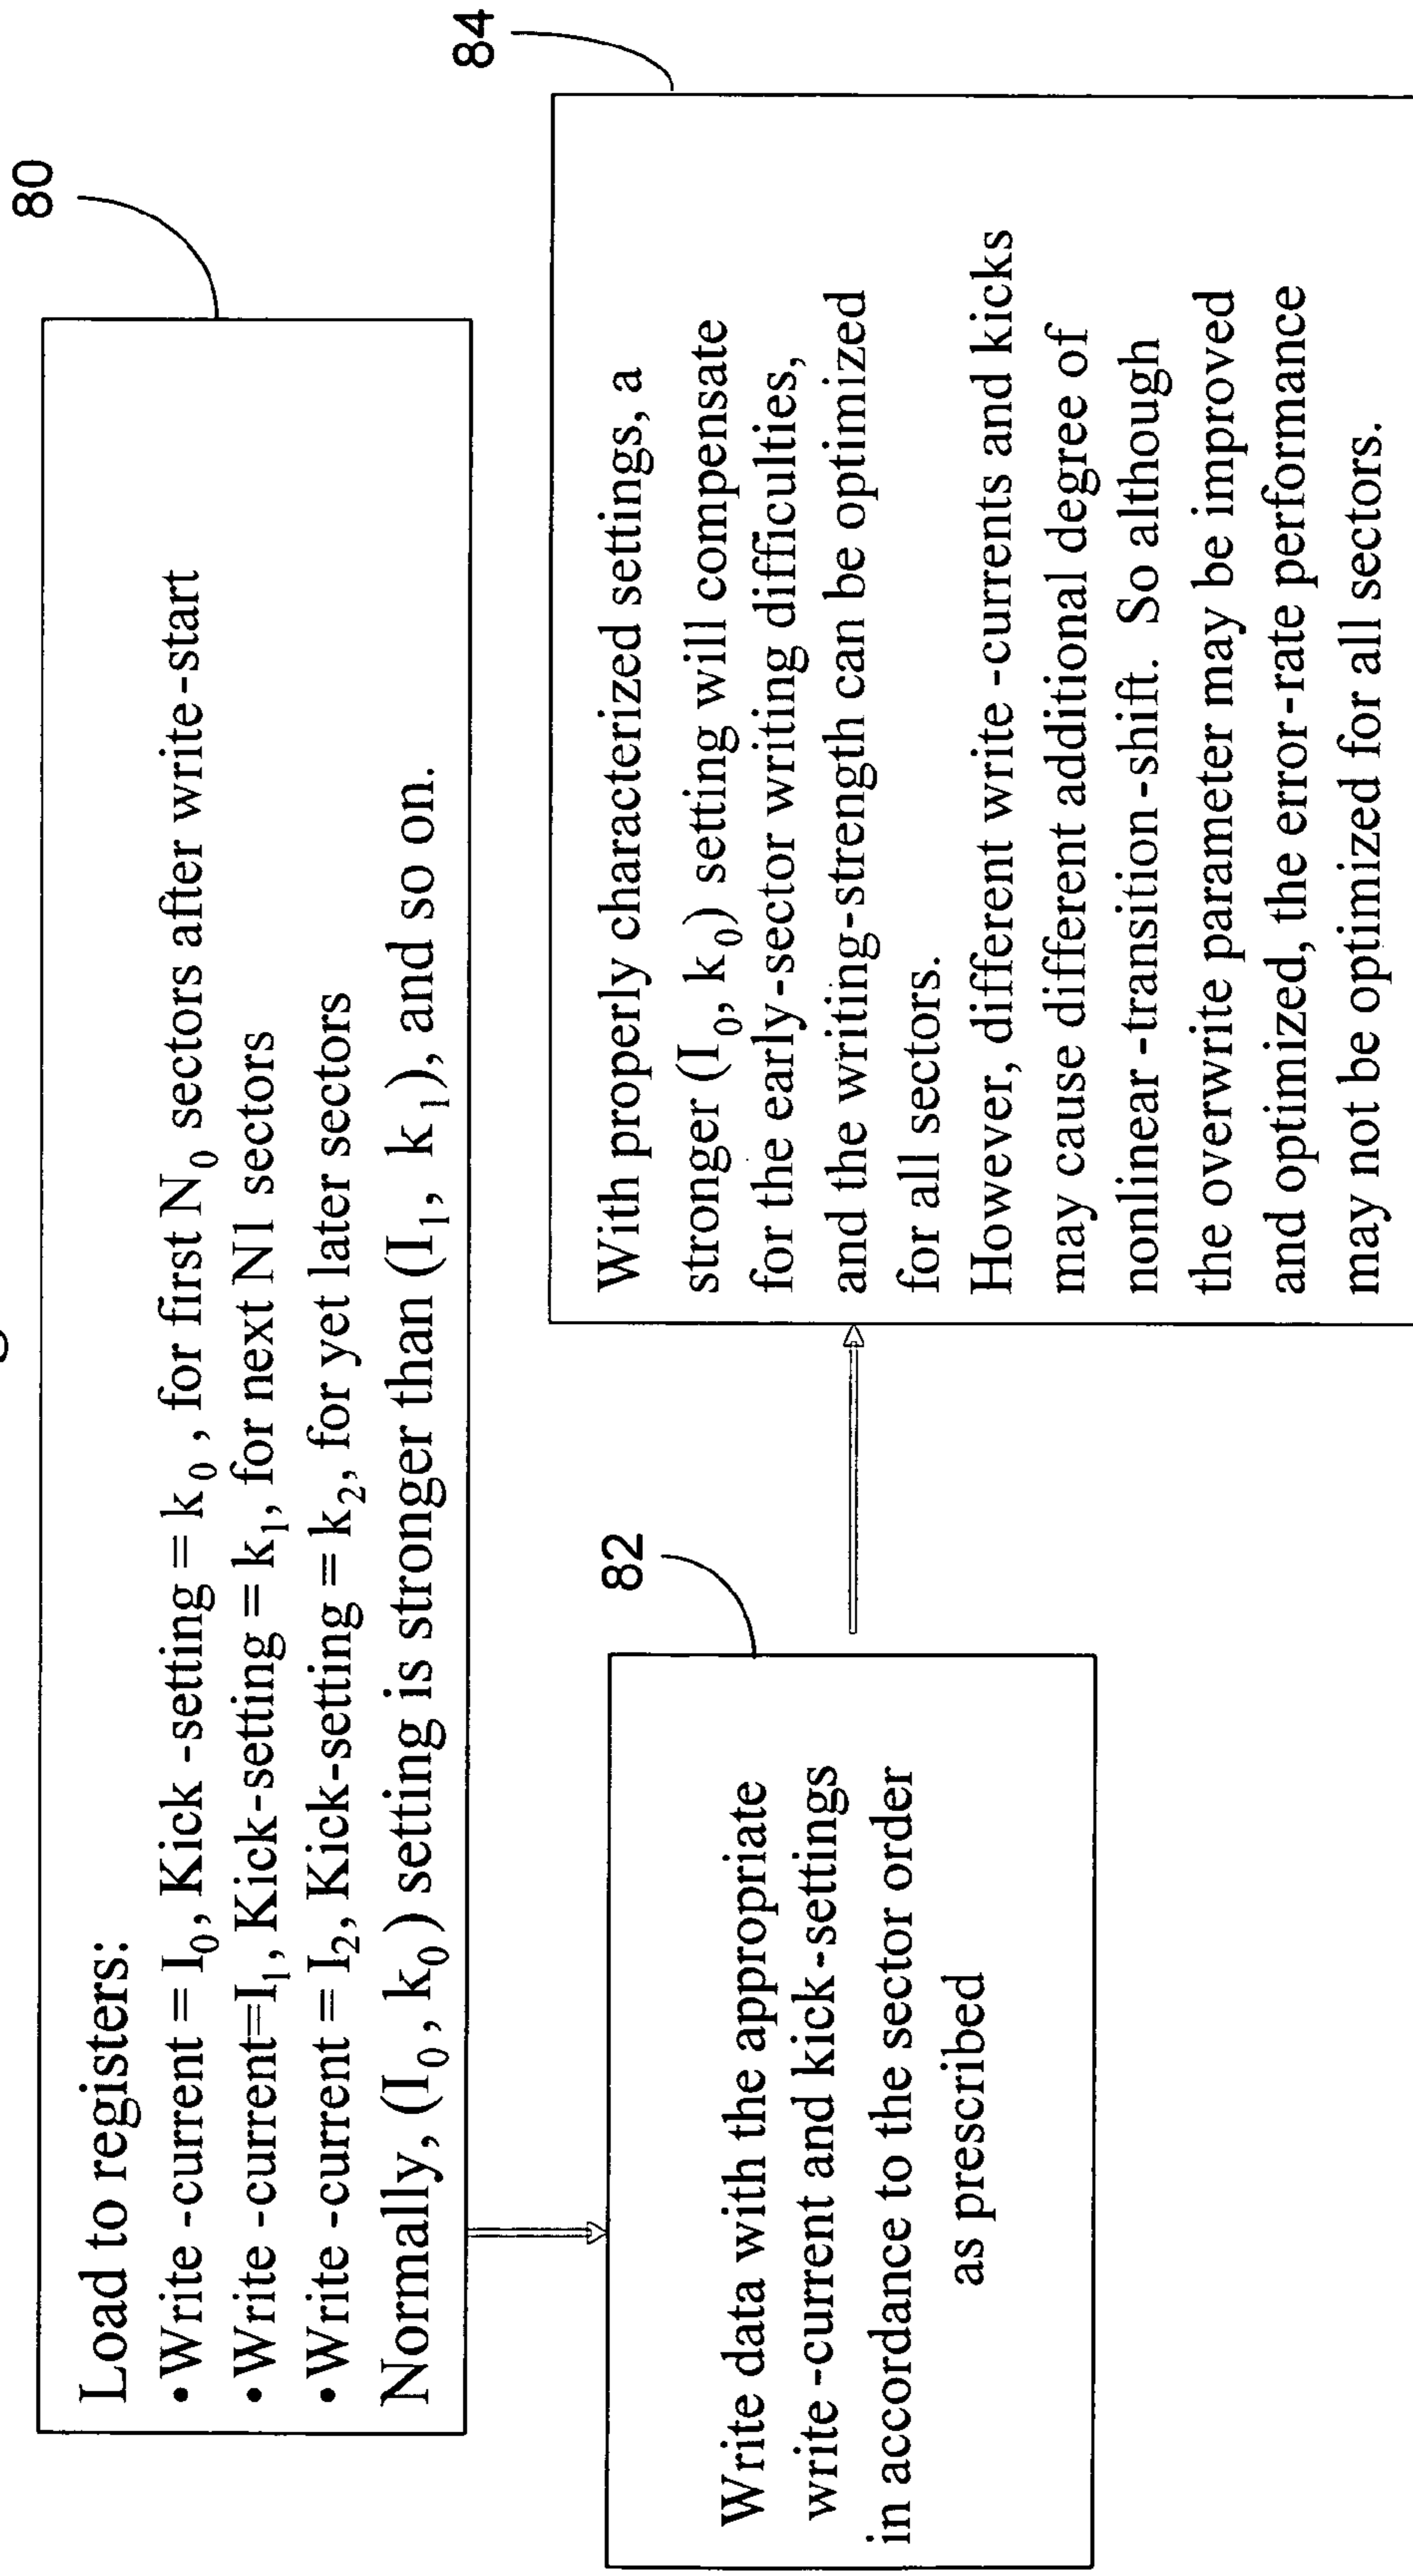 80
Load to registers:
• Write -current = I₀, Kick -setting = k₀ , for first N₀ sectors after write -start
• Write -current=I₁, Kick-setting = k₁, for next N1 sectors
• Write -current = I₂, Kick-setting = k₂, for yet later sectors
Normally, (I₀, k₀) setting is stronger than (I₁, k₁), and so on.
82
Write data with the appropriate
write -current and kick-settings
in accordance to the sector order
as prescribed
84
With properly characterized settings, a
stronger (I₀, k₀) setting will compensate
for the early -sector writing difficulties,
and the writing-strength can be optimized
for all sectors.
However, different write -currents and kicks
may cause different additional degree of
nonlinear -transition -shift. So although
the overwrite parameter may be improved
and optimized, the error -rate performance
may not be optimized for all sectors.